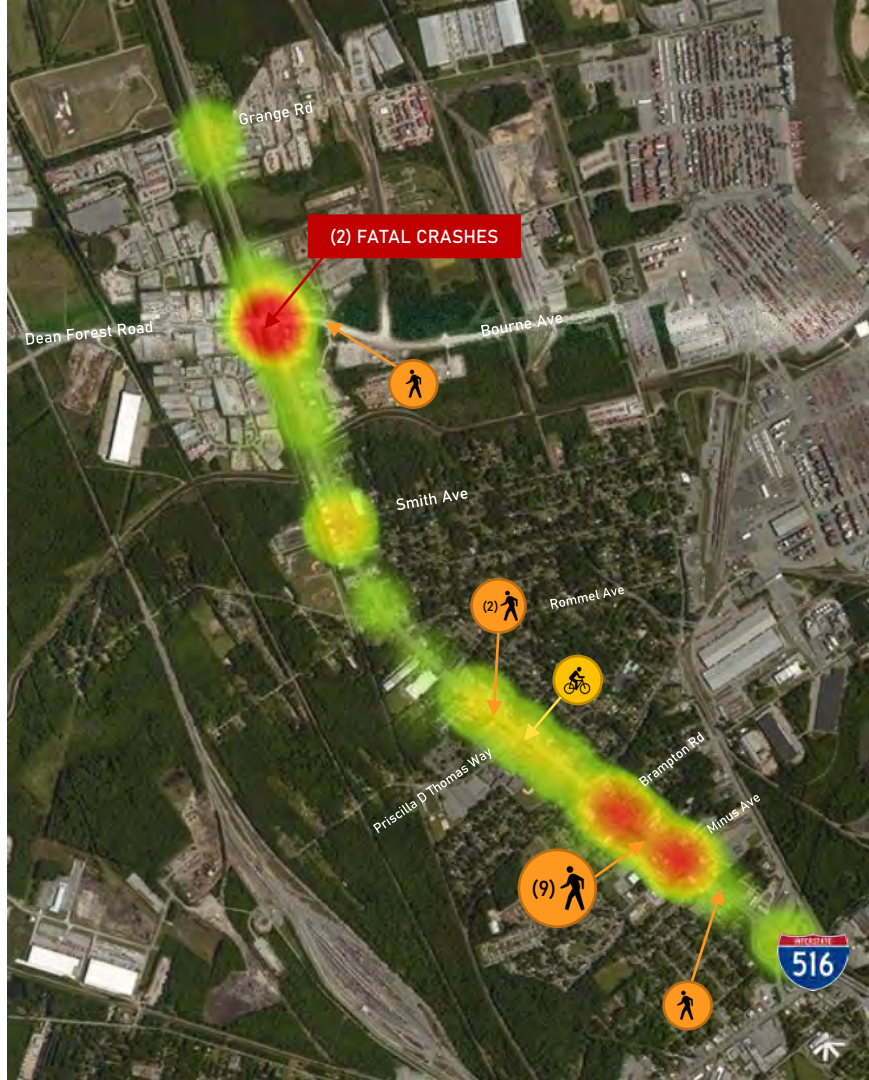 Grange Rd
(2) FATAL CRASHES
Dean Forest Road
Bourne Ave
Smith Ave
(2)
Rommel Ave
Priscilla D Thomas Way
Brampton Rd
Minus Ave
(9)
INTERSTATE
516